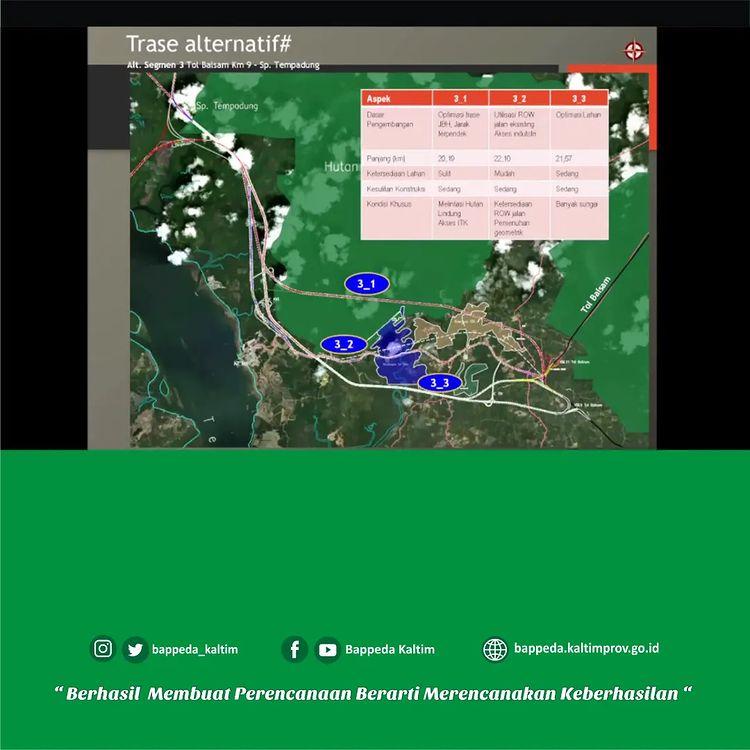 Trase alternatif#
Alt. Segmen 3 Tol Balsam Km 9 - Sp. Tempadung
Sp. Tempadung
Hutan
Aspek 3_1 3_2 3_3
Dasar Pengembangan Optimasi trase JBH, Jarak terpendek Utilisasi ROW jalan eksisting Akses industri Optimasi Lahan
Panjang (km) 20,19 22,10 21,57
Ketersediaan Lahan Sulit Mudah Sedang
Kesulitan Konstruksi Sedang Sedang Sedang
Kondisi Khusus Melintasi Hutan Lindung Akses ITK Ketersediaan ROW jalan Pemenuhan geometrik Banyak sungai
3_1
3_2
3_3
Tol Balsam
T e
bappeda_kaltim
Bappeda Kaltim
bappeda.kaltimprov.go.id
“ Berhasil Membuat Perencanaan Berarti Merencanakan Keberhasilan “